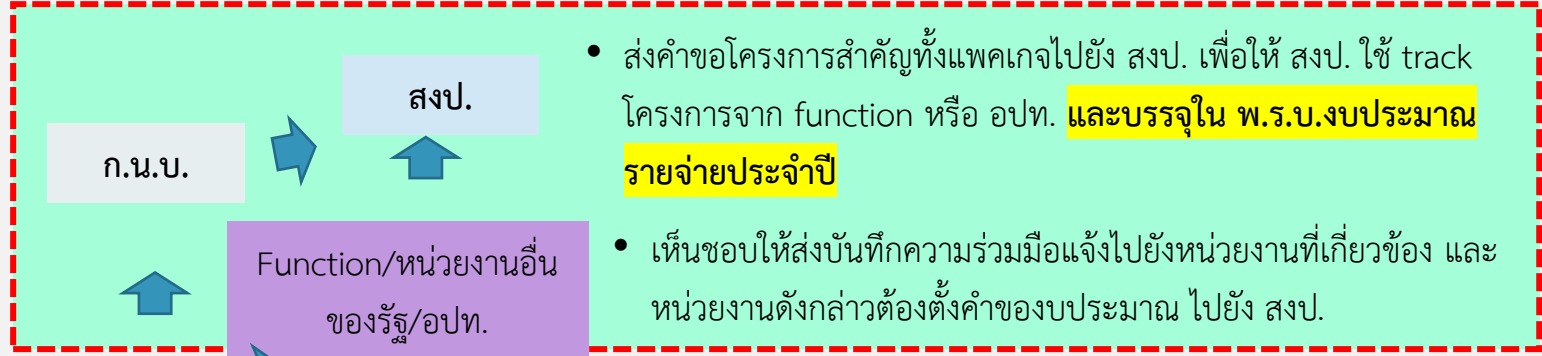 สงป.
ก.น.บ.
Function/หน่วยงานอื่น
ของรัฐ/อปท.
• ส่งคำขอโครงการสำคัญทั้งแพคเกจไปยัง สงป. เพื่อให้ สงป. ใช้ track
โครงการจาก function หรือ อปท. และบรรจุใน พ.ร.บ.งบประมาณ
รายจ่ายประจำปี
• เห็นชอบให้ส่งบันทึกความร่วมมือแจ้งไปยังหน่วยงานที่เกี่ยวข้อง และ
หน่วยงานดังกล่าวต้องตั้งคำของบประมาณ ไปยัง สงป.